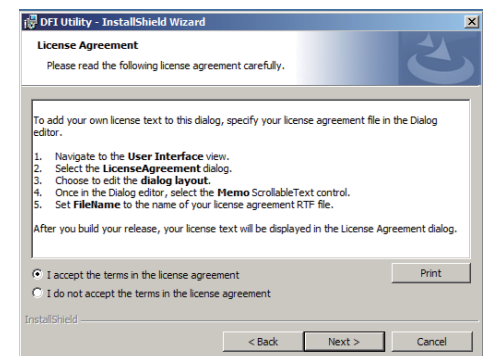 DFI Utility - InstallShield Wizard
License Agreement
Please read the following license agreement carefully.
To add your own license text to this dialog, specify your license agreement file in the Dialog
editor.
1. Navigate to the User Interface view.
2. Select the LicenseAgreement dialog.
3. Choose to edit the dialog layout.
4. Once in the Dialog editor, select the Memo ScrollableText control.
5. Set FileName to the name of your license agreement RTF file.
After you build your release, your license text will be displayed in the License Agreement dialog.
I accept the terms in the license agreement
Print
I do not accept the terms in the license agreement
InstallShield
< Back
Next >
Cancel